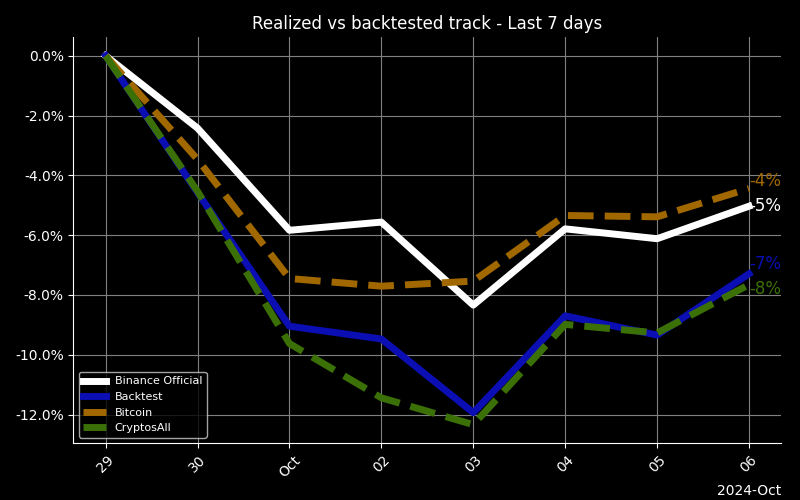 Realized vs backtested track - Last 7 days
0.0%
-2.0%
-4.0%
-6.0%
-8.0%
-10.0%
-12.0%
-4%
-5%
-7%
-8%
Binance Official
Backtest
Bitcoin
CryptosAll
29
30
Oct
02
03
04
05
06
2024-Oct